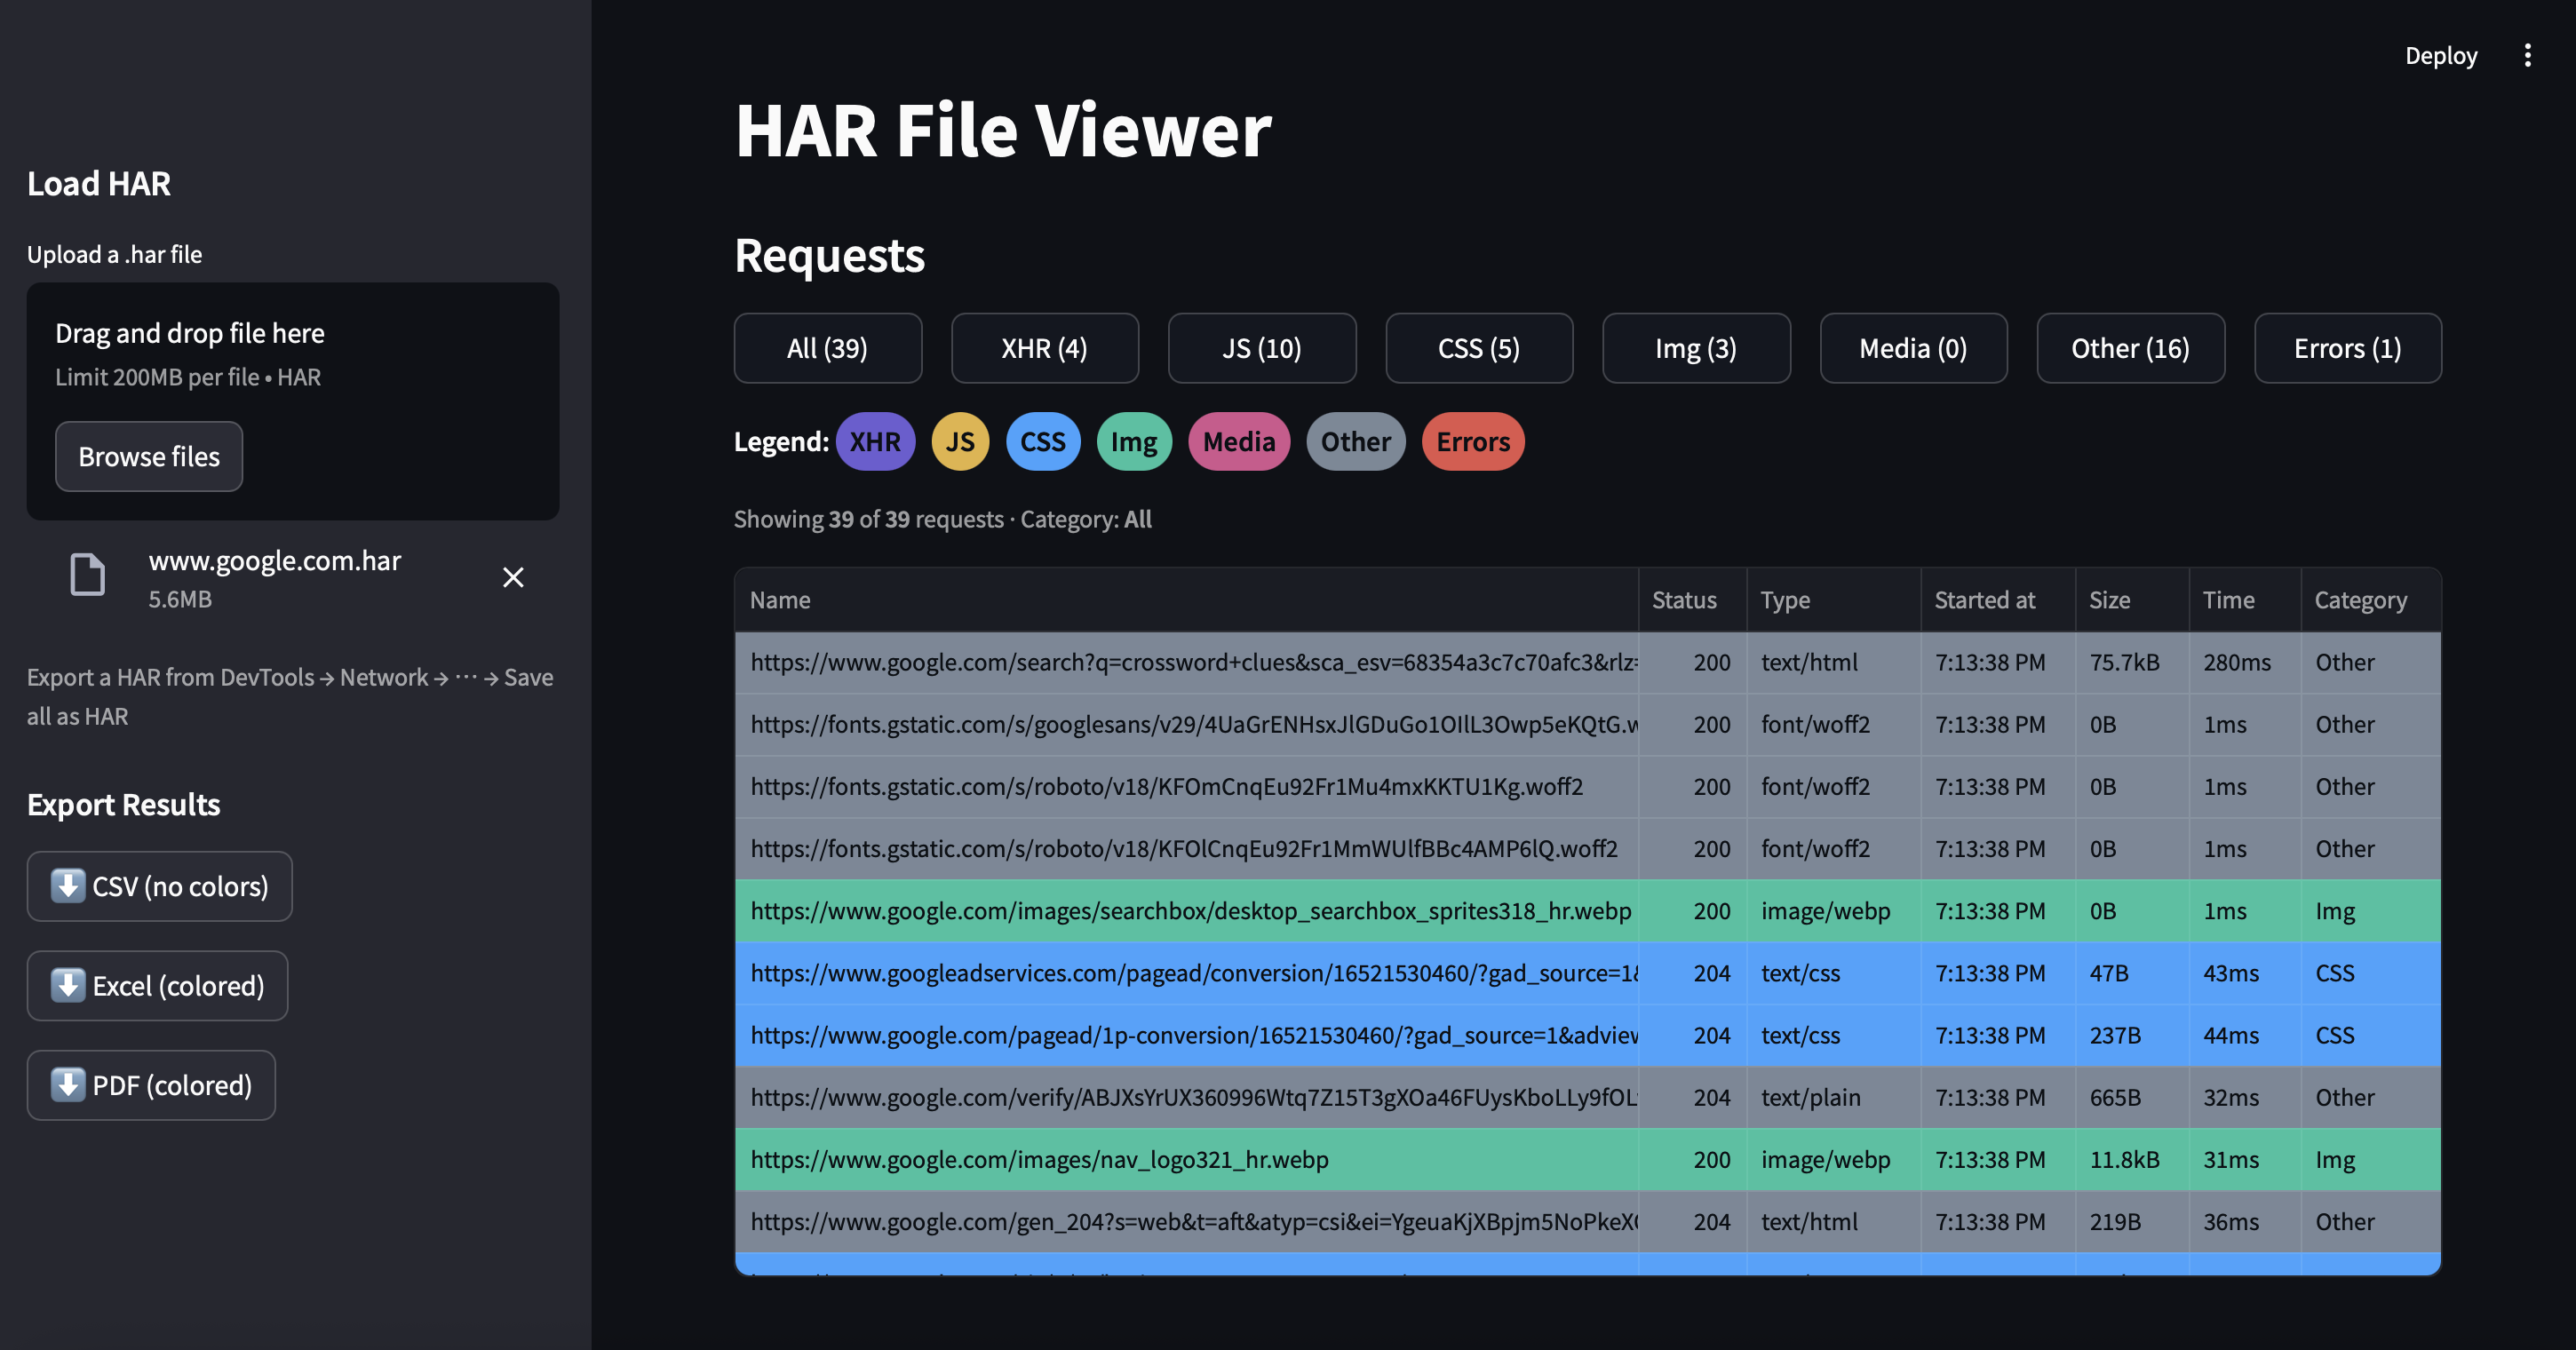 Deploy
Load HAR
Upload a .har file
Drag and drop file here
Limit 200MB per file • HAR
Browse files
www.google.com.har
5.6MB
Export a HAR from DevTools → Network → ⋯ → Save
all as HAR
Export Results
CSV (no colors)
Excel (colored)
PDF (colored)
HAR File Viewer
Requests
All (39) XHR (4) JS (10) CSS (5) Img (3) Media (0) Other (16) Errors (1)
Legend: XHR JS CSS Img Media Other Errors
Showing 39 of 39 requests · Category: All
Name Status Type Started at Size Time Category
https://www.google.com/search?q=crossword+clues&sca_esv=68354a3c7c70afc3&rlz= 200 text/html 7:13:38 PM 75.7kB 280ms Other
https://fonts.gstatic.com/s/googlesans/v29/4UaGrENHsxJlGDuGo1OIlL3Owp5eKQtG.w 200 font/woff2 7:13:38 PM 0B 1ms Other
https://fonts.gstatic.com/s/roboto/v18/KFOmCnqEu92Fr1Mu4mxKKTU1Kg.woff2 200 font/woff2 7:13:38 PM 0B 1ms Other
https://fonts.gstatic.com/s/roboto/v18/KFOlCnqEu92Fr1MmWUlfBBc4AMP6lQ.woff2 200 font/woff2 7:13:38 PM 0B 1ms Other
https://www.google.com/images/searchbox/desktop_searchbox_sprites318_hr.webp 200 image/webp 7:13:38 PM 0B 1ms Img
https://www.googleadservices.com/pagead/conversion/16521530460/?gad_source=1& 204 text/css 7:13:38 PM 47B 43ms CSS
https://www.google.com/pagead/1p-conversion/16521530460/?gad_source=1&adview 204 text/css 7:13:38 PM 237B 44ms CSS
https://www.google.com/verify/ABJXsYrUX360996Wtq7Z15T3gXOa46FUysKboLLy9fOL 204 text/plain 7:13:38 PM 665B 32ms Other
https://www.google.com/images/nav_logo321_hr.webp 200 image/webp 7:13:38 PM 11.8kB 31ms Img
https://www.google.com/gen_204?s=web&t=aft&atyp=csi&ei=YgeuaKjXBpjm5NoPkeX 204 text/html 7:13:38 PM 219B 36ms Other